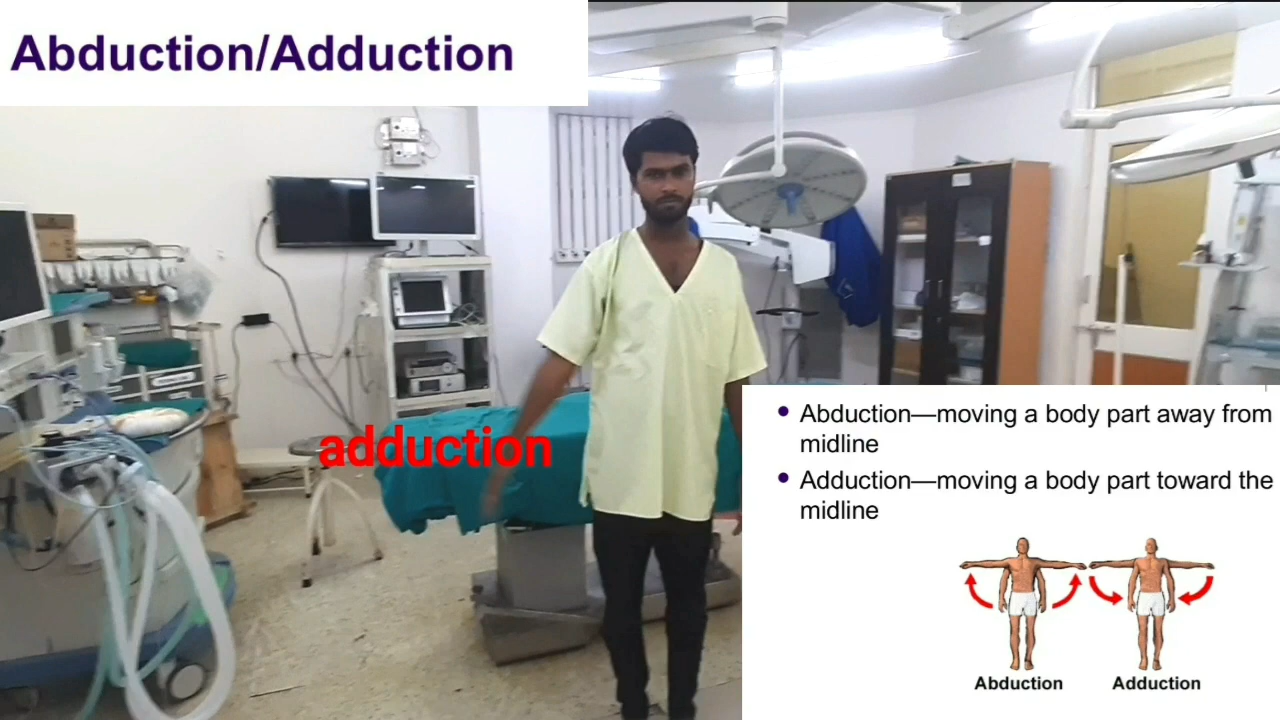 Abduction/Adduction
adduction
• Abduction—moving a body part away from
midline
• Adduction—moving a body part toward the
midline
Abduction
Adduction